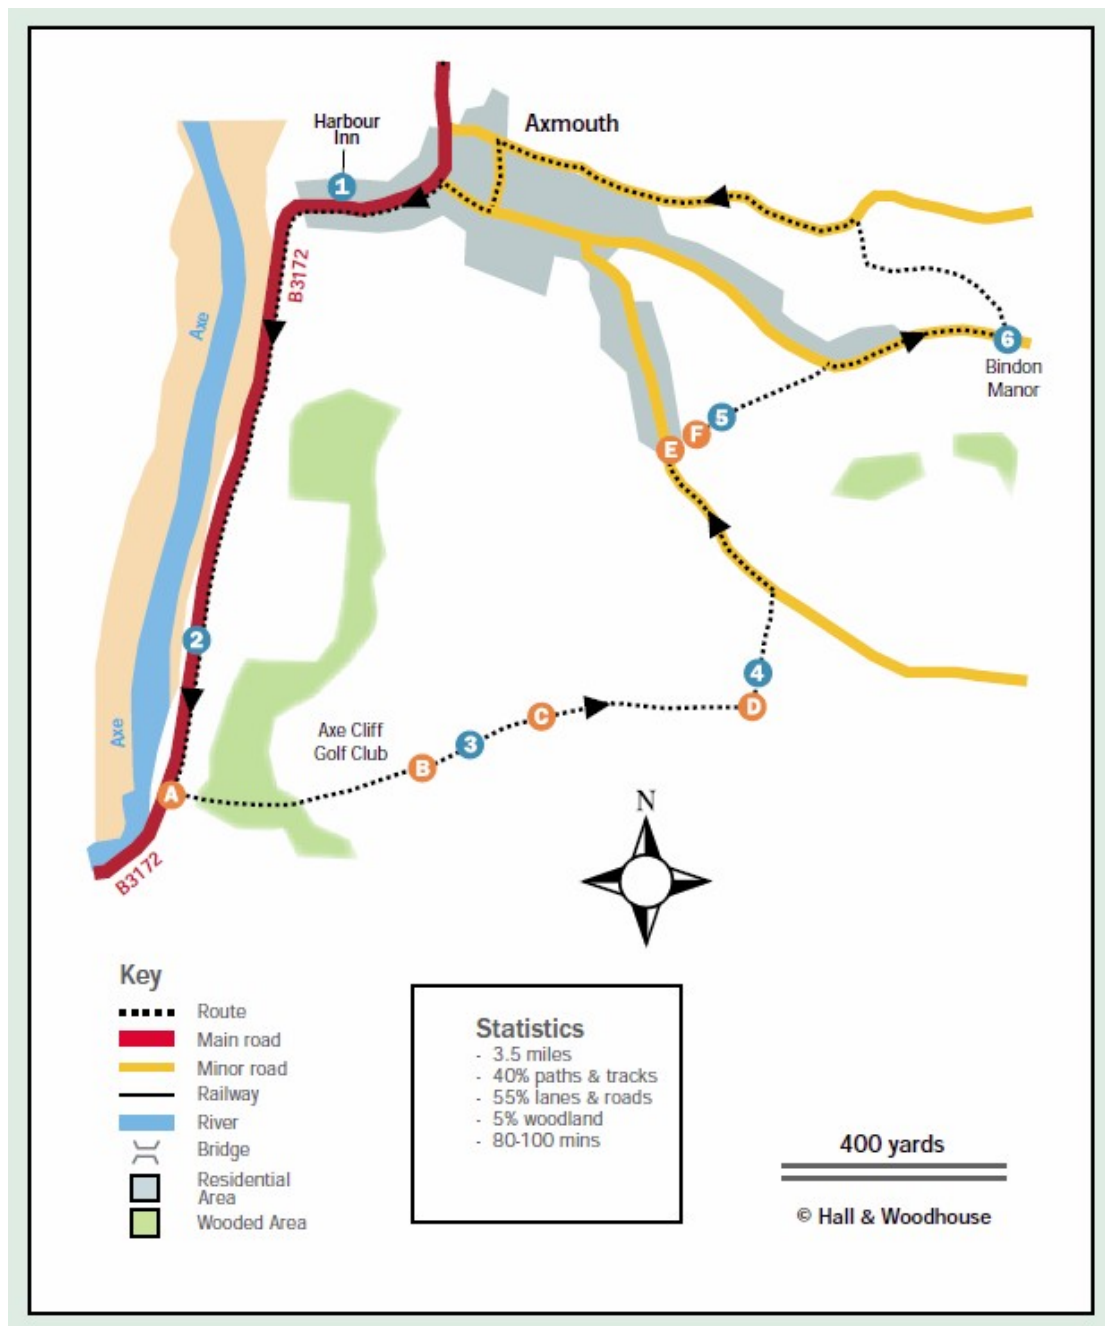 Harbour
Inn
Axmouth
1
B3172
Axe
6
Bindon
Manor
5
F
E
2
4
Axe Cliff
Golf Club
C
D
3
B
Axe
A
B3172
N
Key
Route
Main road
Minor road
Railway
River
Bridge
Residential
Area
Wooded Area
Statistics
- 3.5 miles
- 40% paths & tracks
- 55% lanes & roads
- 5% woodland
- 80-100 mins
400 yards
© Hall & Woodhouse